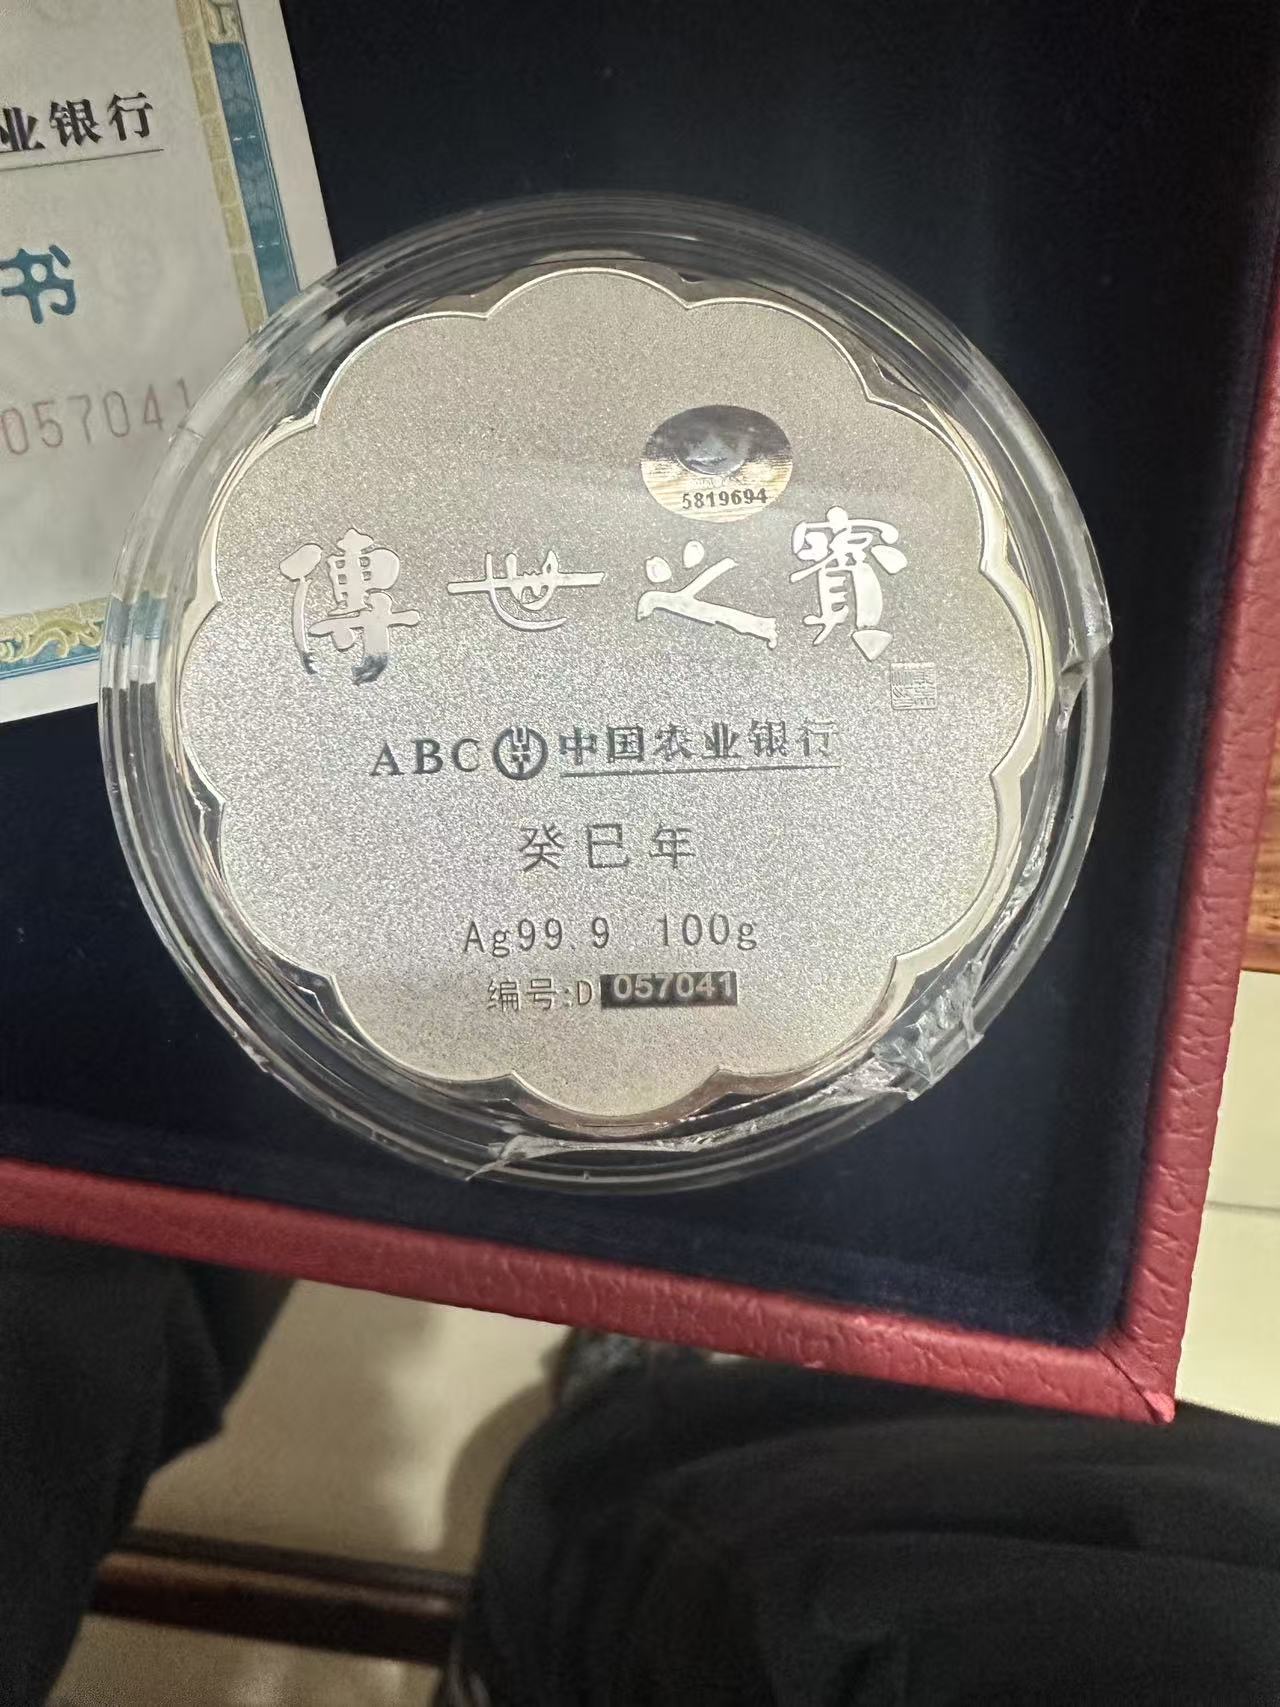 业银行
书
057041
5819694
傳世之寶
ABC 中国农业银行
癸巳年
Ag99.9 100g
编号:D 057041